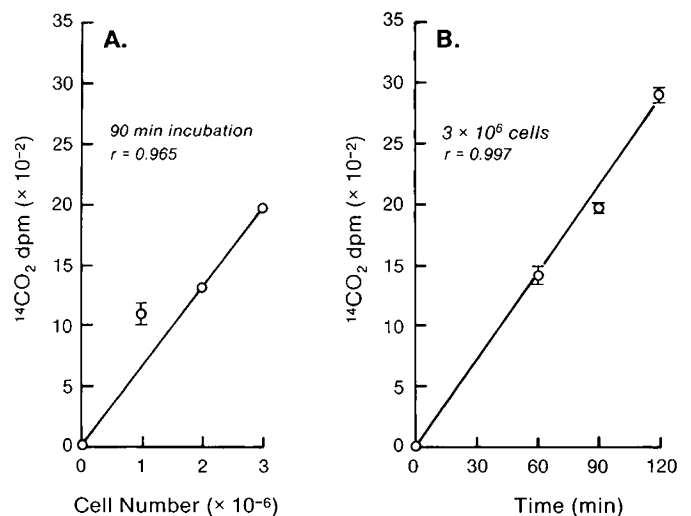 A.
35
30
25
20
15
10
5
0
¹⁴CO₂ dpm (× 10⁻²)
90 min incubation
r = 0.965
0 1 2 3
Cell Number (× 10⁻⁶)
B.
35
30
25
20
15
10
5
0
¹⁴CO₂ dpm (× 10⁻²)
3 × 10⁶ cells
r = 0.997
0 30 60 90 120
Time (min)